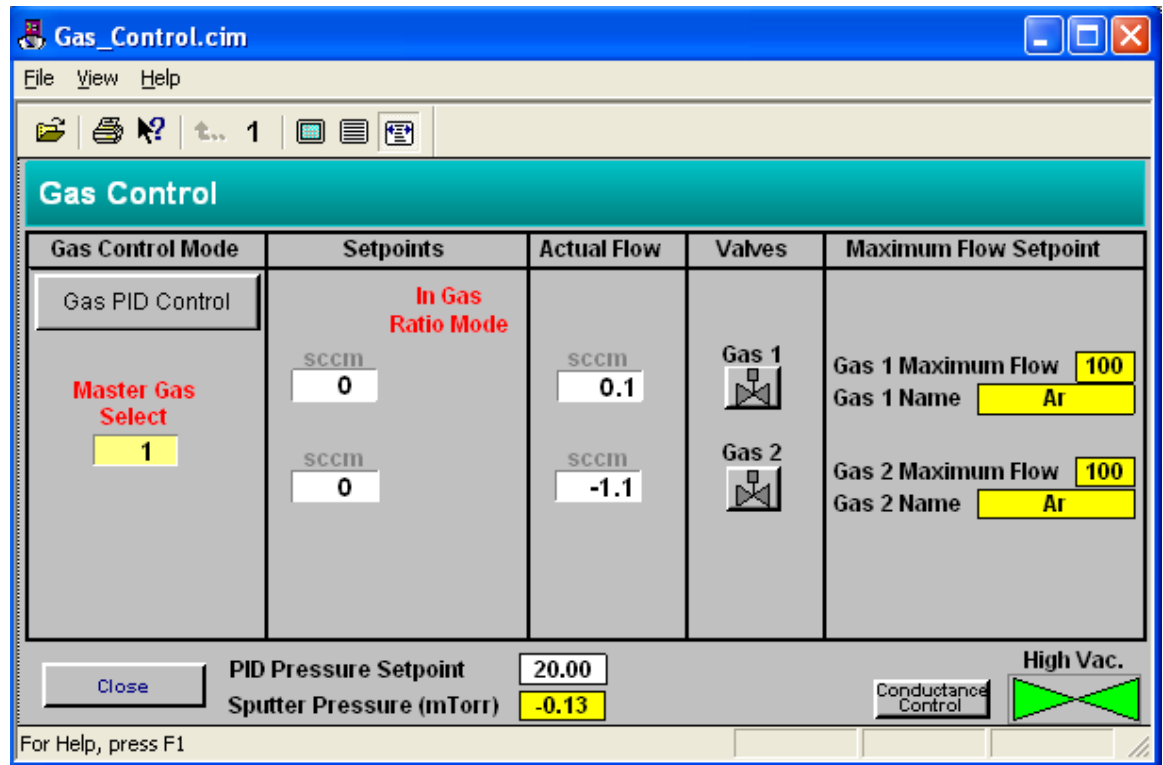 Gas_Control.cim
File View Help
1
Gas Control
Gas Control Mode Setpoints Actual Flow Valves Maximum Flow Setpoint
Gas PID Control
In Gas
Ratio Mode
Master Gas
Select
1
sccm
0
sccm
0
sccm
0.1
sccm
-1.1
Gas 1
Gas 2
Gas 1 Maximum Flow 100
Gas 1 Name Ar
Gas 2 Maximum Flow 100
Gas 2 Name Ar
Close
PID Pressure Setpoint 20.00
Sputter Pressure (mTorr) -0.13
Conductance
Control
High Vac.
For Help, press F1